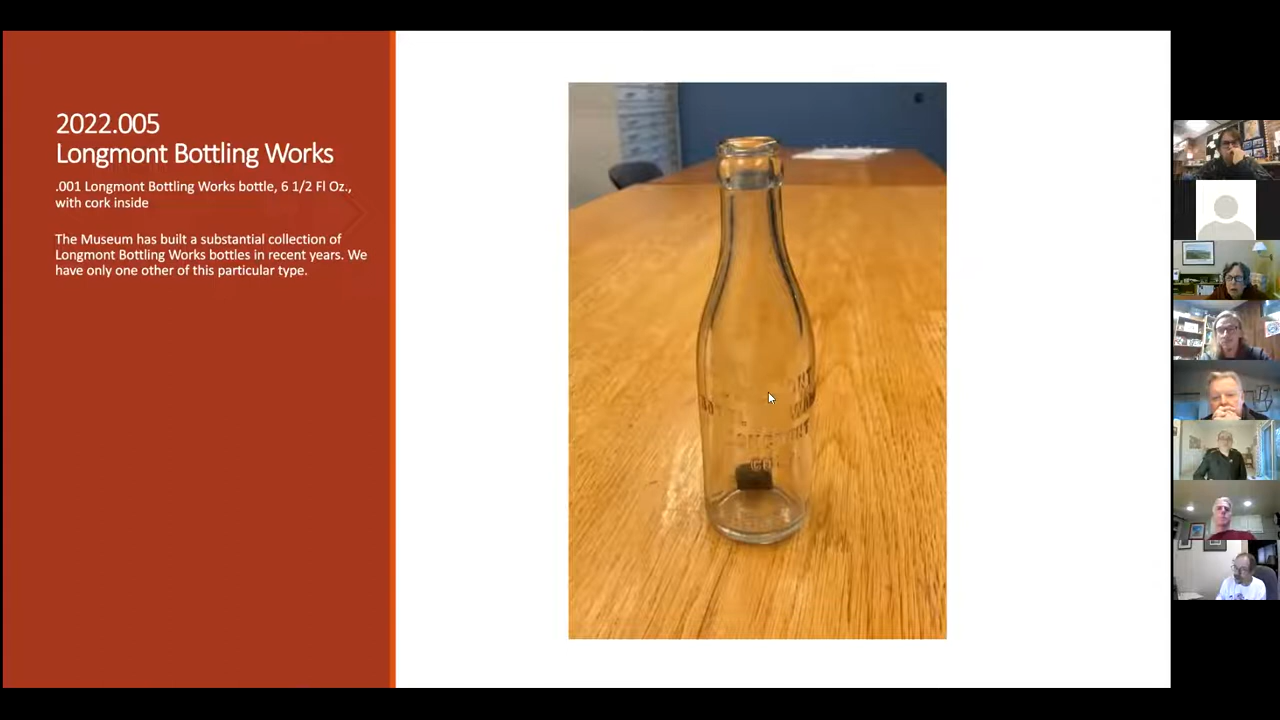 2022.005
Longmont Bottling Works
.001 Longmont Bottling Works bottle, 6 1/2 Fl Oz.,
with cork inside
The Museum has built a substantial collection of
Longmont Bottling Works bottles in recent years. We
have only one other of this particular type.